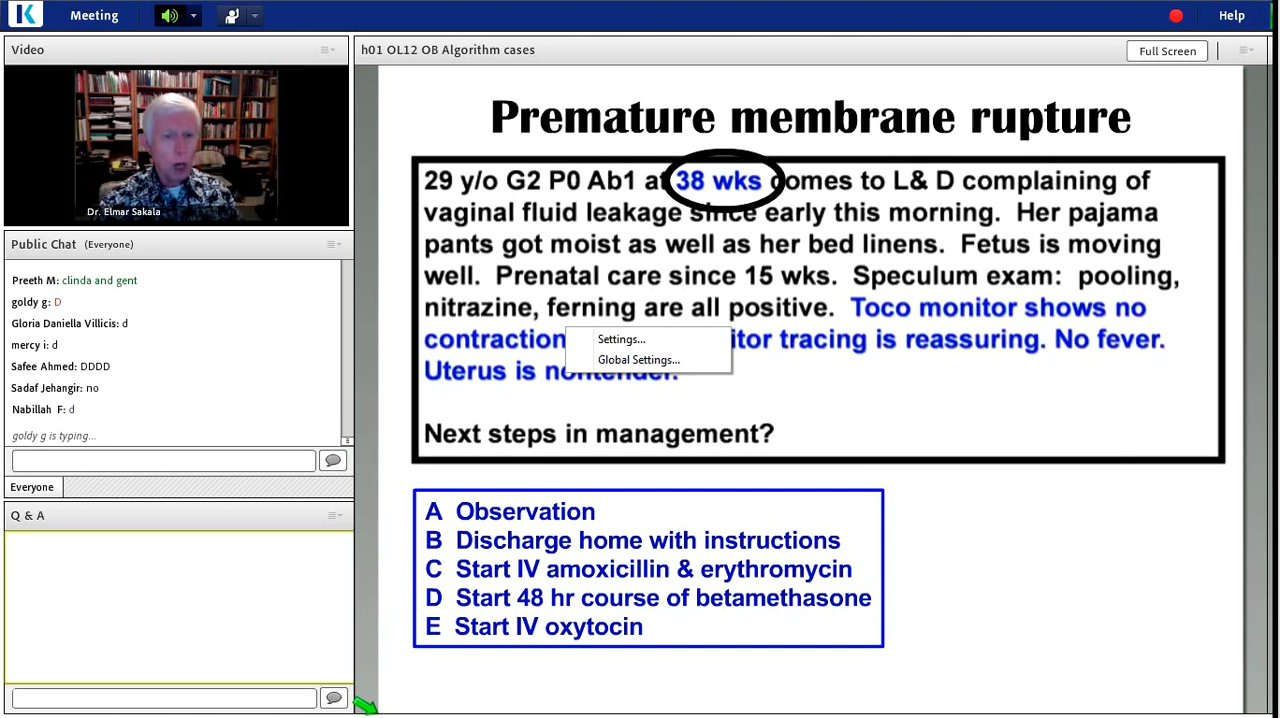 K Meeting Help
Video
Dr. Elmar Sakala
Public Chat (Everyone)
Preeth M: clinda and gent
goldy g: D
Gloria Daniella Villicis: d
mercy i: d
Safee Ahmed: DDDD
Sadaf Jehangir: no
Nabillah F: d
goldy g is typing...
Everyone
Q & A
h01 OL12 OB Algorithm cases
Full Screen
Premature membrane rupture
29 y/o G2 P0 Ab1 at 38 wks comes to L& D complaining of
vaginal fluid leakage since early this morning. Her pajama
pants got moist as well as her bed linens. Fetus is moving
well. Prenatal care since 15 wks. Speculum exam: pooling,
nitrazine, ferning are all positive. Toco monitor shows no
contraction itor tracing is reassuring. No fever.
Uterus is nontender.
Settings...
Global Settings...
Next steps in management?
A Observation
B Discharge home with instructions
C Start IV amoxicillin & erythromycin
D Start 48 hr course of betamethasone
E Start IV oxytocin